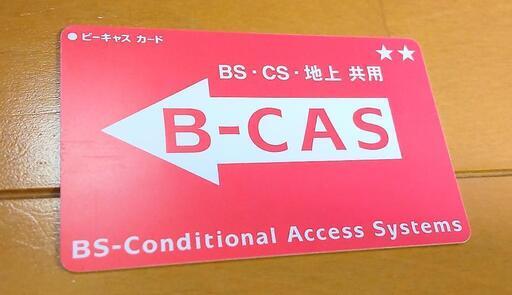 ● ビーキャス カード
★★
BS・CS・地上 共用
B-CAS
BS-Conditional Access Systems